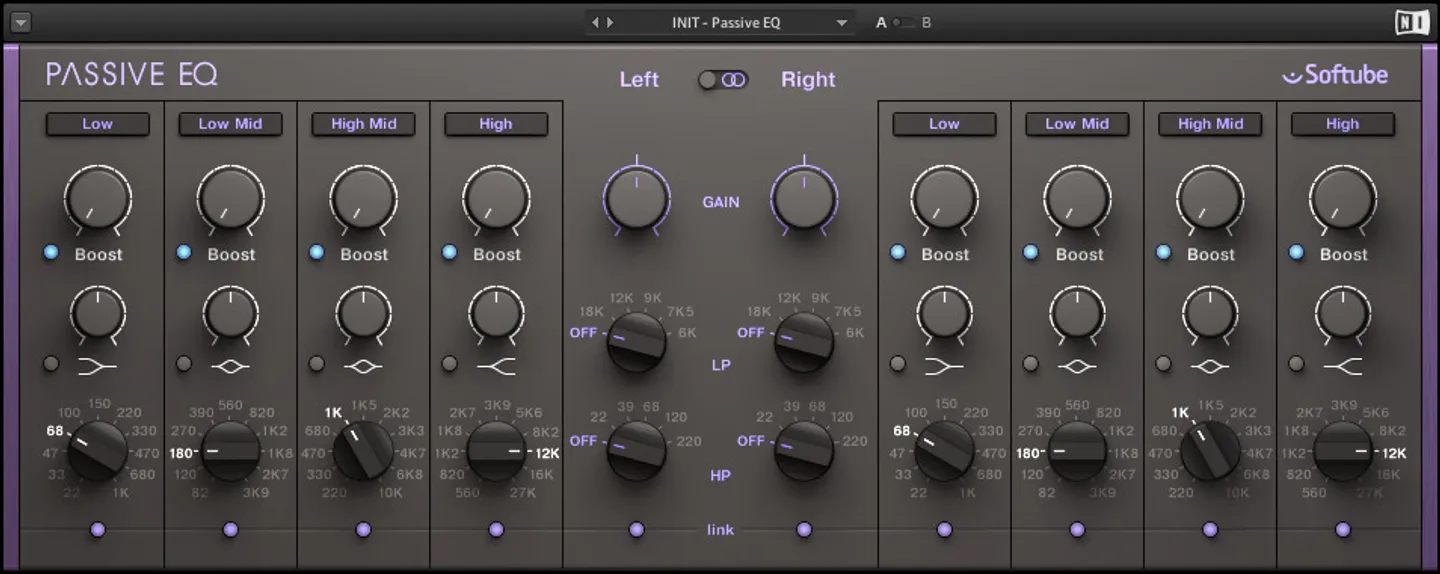 INIT - Passive EQ A B NI
PASSIVE EQ Left Right Softube
Low Low Mid High Mid High Low Low Mid High Mid High
GAIN
Boost Boost Boost Boost Boost Boost Boost Boost
12K 9K 12K 9K
18K 7K5 18K 7K5
OFF 6K OFF 6K
LP
150 560 1K5 3K9 39 68 39 68 150 560 1K5 3K9
100 220 390 820 1K 2K2 2K7 5K6 22 120 22 120 100 220 390 820 1K 2K2 2K7 5K6
68 330 270 1K2 680 3K3 1K8 8K2 OFF 220 OFF 220 68 330 270 1K2 680 3K3 1K8 8K2
47 470 180 1K8 470 4K7 1K2 12K 47 470 180 1K8 470 4K7 1K2 12K
33 680 120 2K7 330 6K8 820 16K HP 33 680 120 2K7 330 6K8 820 16K
22 1K 82 3K9 220 10K 560 27K 22 1K 82 3K9 220 10K 560 27K
link